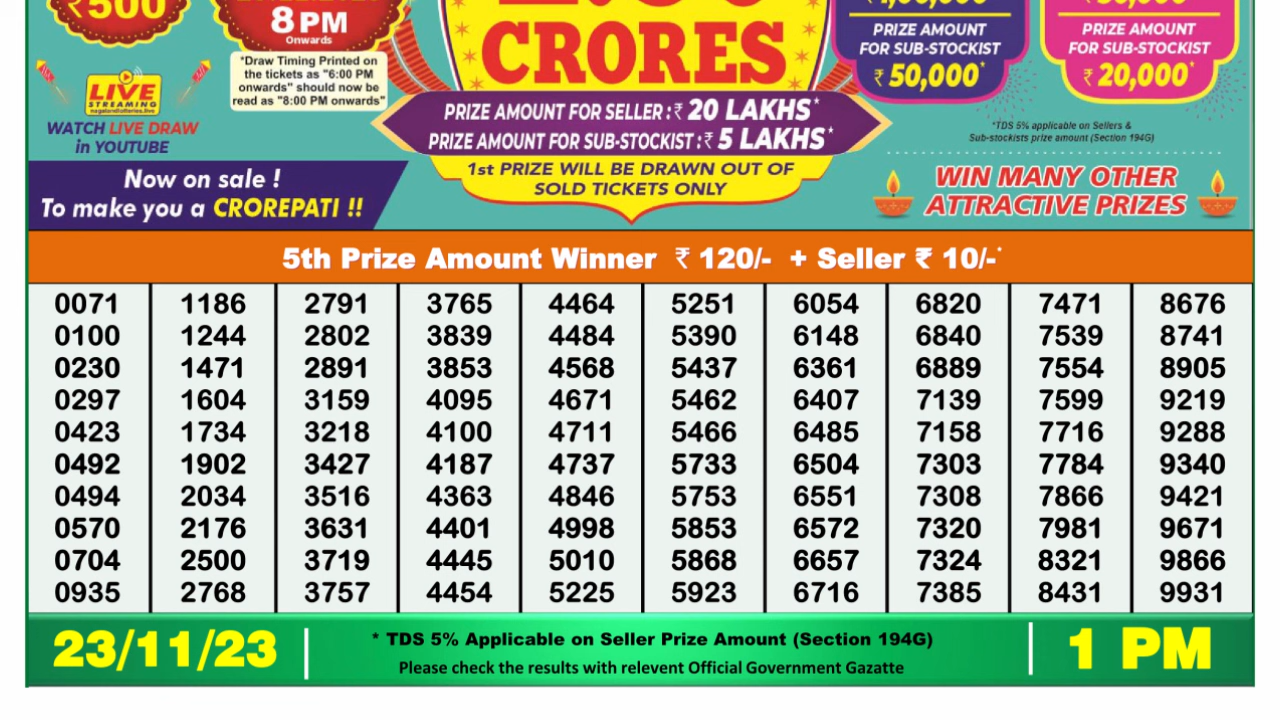 ₹500
8 PM
Onwards
*Draw Timing Printed on
the tickets as "6:00 PM
onwards" should now be
read as "8:00 PM onwards"
LIVE
STREAMING
nagalandlotteries.live
WATCH LIVE DRAW
in YOUTUBE
CRORES
PRIZE AMOUNT FOR SELLER :₹ 20 LAKHS*
PRIZE AMOUNT FOR SUB-STOCKIST :₹ 5 LAKHS*
1st PRIZE WILL BE DRAWN OUT OF
SOLD TICKETS ONLY
PRIZE AMOUNT
FOR SUB-STOCKIST
₹ 50,000*
PRIZE AMOUNT
FOR SUB-STOCKIST
₹ 20,000*
*TDS 5% applicable on Sellers &
Sub-stockists prize amount (Section 194G)
Now on sale !
To make you a CROREPATI !!
WIN MANY OTHER
ATTRACTIVE PRIZES
5th Prize Amount Winner ₹ 120/- + Seller ₹ 10/-*
0071 1186 2791 3765 4464 5251 6054 6820 7471 8676
0100 1244 2802 3839 4484 5390 6148 6840 7539 8741
0230 1471 2891 3853 4568 5437 6361 6889 7554 8905
0297 1604 3159 4095 4671 5462 6407 7139 7599 9219
0423 1734 3218 4100 4711 5466 6485 7158 7716 9288
0492 1902 3427 4187 4737 5733 6504 7303 7784 9340
0494 2034 3516 4363 4846 5753 6551 7308 7866 9421
0570 2176 3631 4401 4998 5853 6572 7320 7981 9671
0704 2500 3719 4445 5010 5868 6657 7324 8321 9866
0935 2768 3757 4454 5225 5923 6716 7385 8431 9931
23/11/23
* TDS 5% Applicable on Seller Prize Amount (Section 194G)
Please check the results with relevent Official Government Gazatte
1 PM